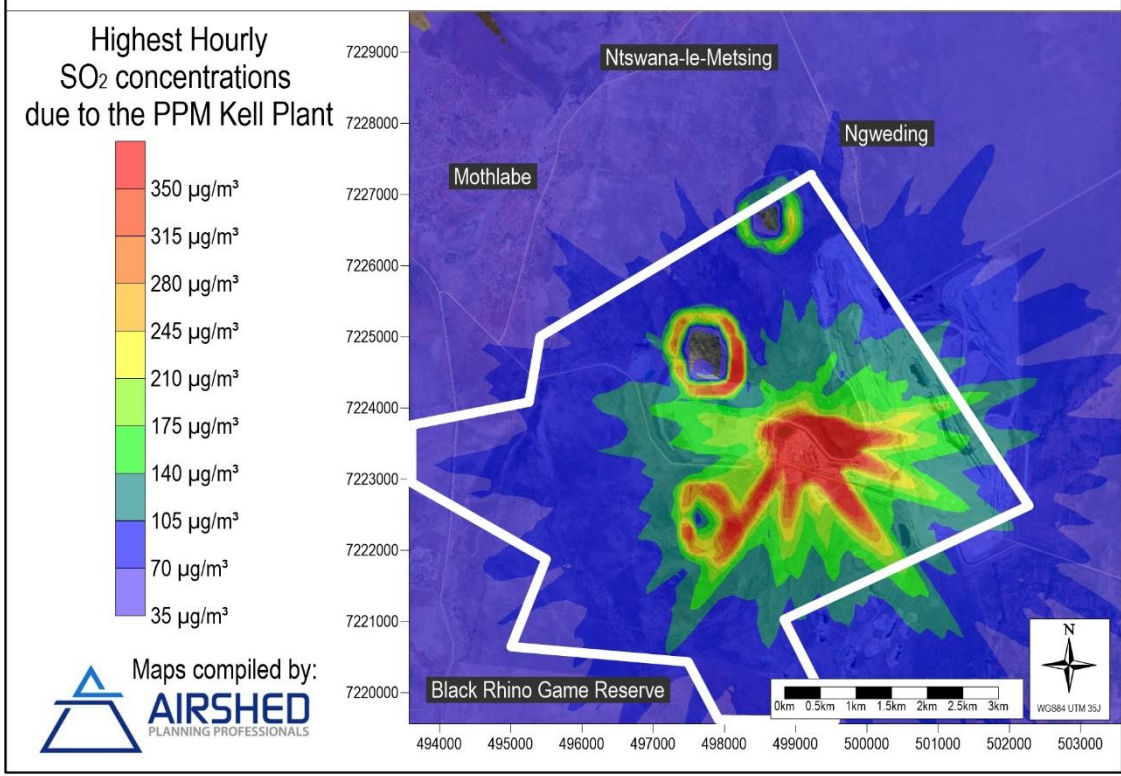 Highest Hourly
SO₂ concentrations
due to the PPM Kell Plant
350 µg/m³
315 µg/m³
280 µg/m³
245 µg/m³
210 µg/m³
175 µg/m³
140 µg/m³
105 µg/m³
70 µg/m³
35 µg/m³
Maps compiled by:
AIRSHED
PLANNING PROFESSIONALS
7229000
7228000
7227000
7226000
7225000
7224000
7223000
7222000
7221000
7220000
Ntswana-le-Metsing
Ngweding
Mothlabe
Black Rhino Game Reserve
0km 0.5km 1km 1.5km 2km 2.5km 3km
N
WGS84 UTM 35J
494000 495000 496000 497000 498000 499000 500000 501000 502000 503000